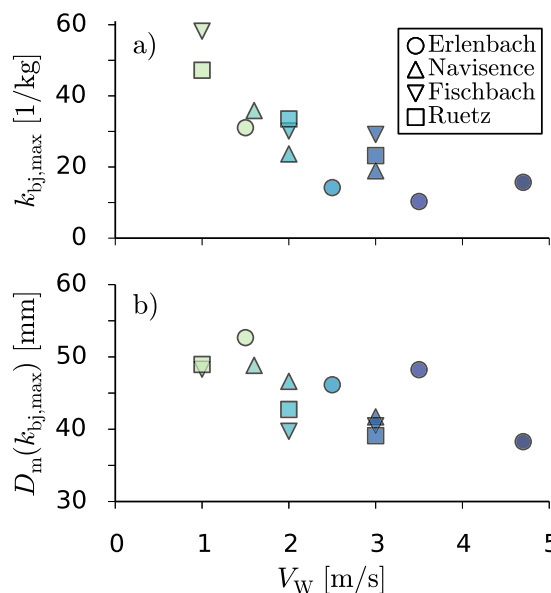 60
40
20
0
k_bj,max [1/kg]
a)
Erlenbach
Navisence
Fischbach
Ruetz
60
50
40
30
D_m(k_bj,max) [mm]
b)
0 1 2 3 4 5
V_W [m/s]